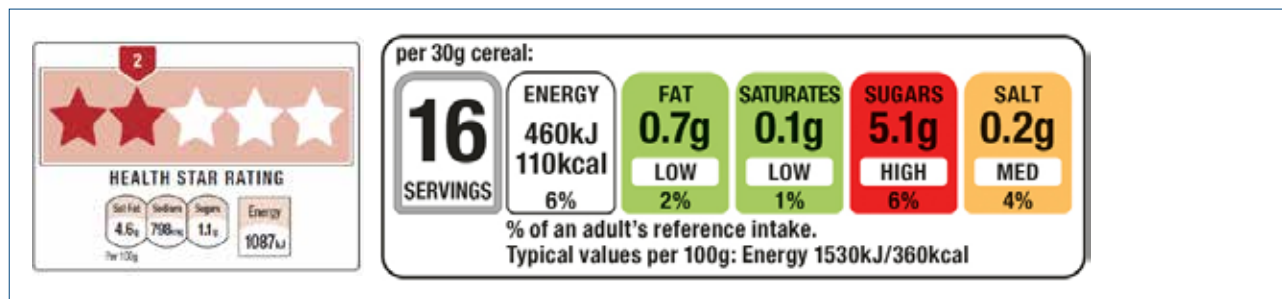 2
HEALTH STAR RATING
Sat Fat Sodium Sugars Energy
4.6g 798mg 1.1g 1087kJ
Per 100g
per 30g cereal:
16
SERVINGS
ENERGY
460kJ
110kcal
6%
FAT
0.7g
LOW
2%
SATURATES
0.1g
LOW
1%
SUGARS
5.1g
HIGH
6%
SALT
0.2g
MED
4%
% of an adult's reference intake.
Typical values per 100g: Energy 1530kJ/360kcal